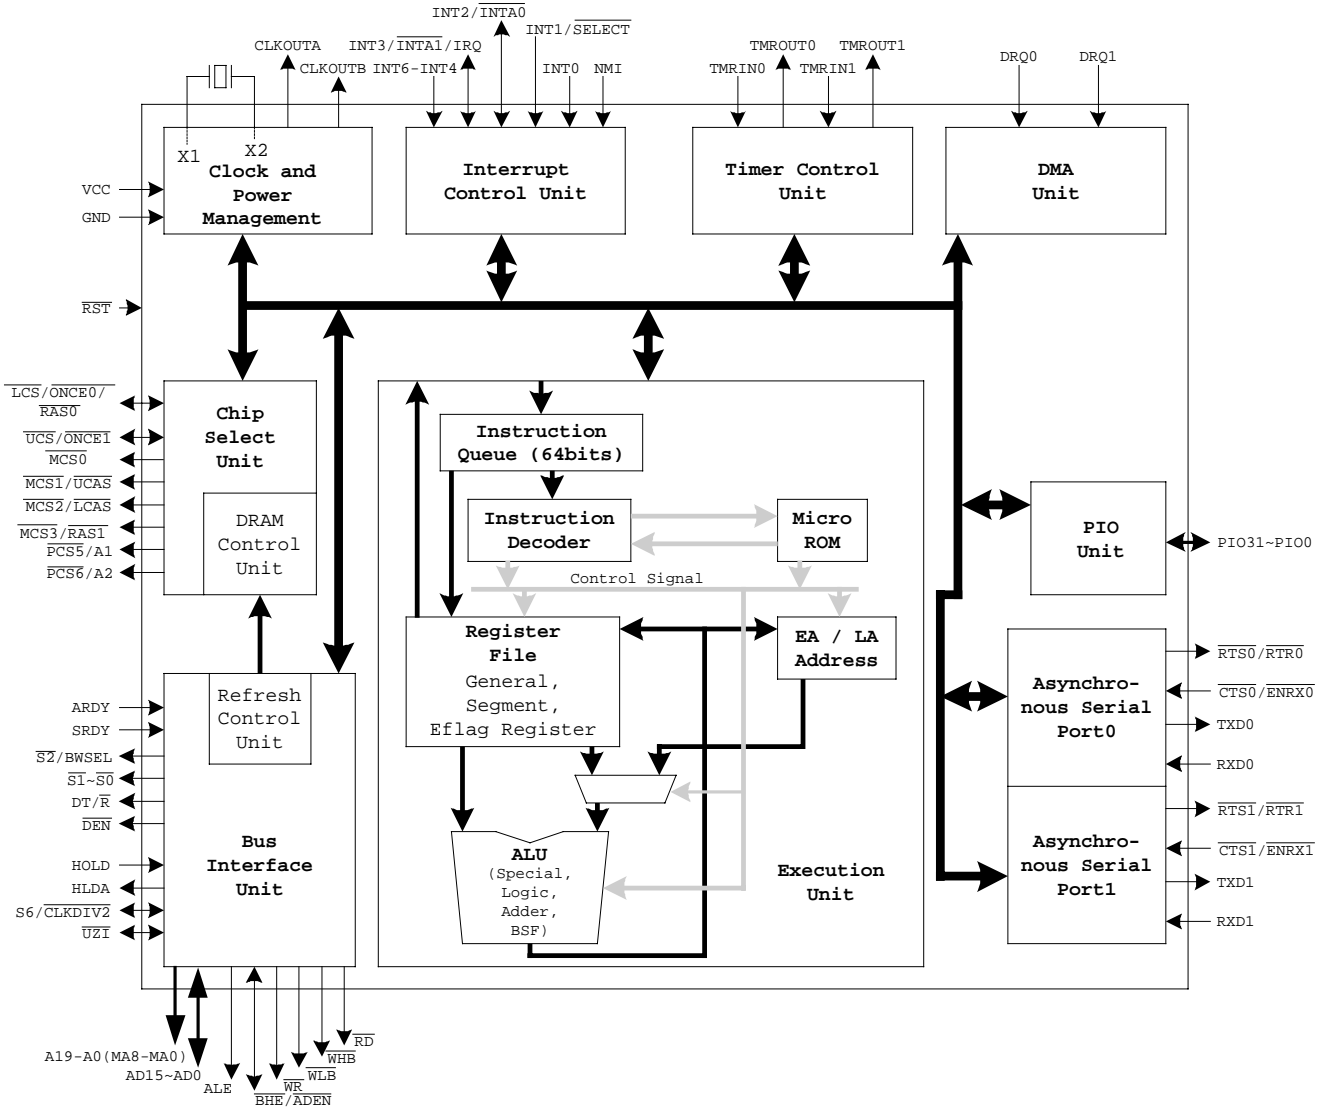 INT2/INTA0
INT1/SELECT
CLKOUTA
INT3/INTA1/IRQ
TMROUT0
TMROUT1
CLKOUTB
INT6-INT4
INT0
NMI
TMRIN0
TMRIN1
DRQ0
DRQ1
X1
X2
Clock and
Power
Management
Interrupt
Control Unit
Timer Control
Unit
DMA
Unit
VCC
GND
RST
LCS/ONCE0/
RAS0
UCS/ONCE1
MCS0
MCS1/UCAS
MCS2/LCAS
MCS3/RAS1
PCS5/A1
PCS6/A2
Chip
Select
Unit
DRAM
Control
Unit
Instruction
Queue (64bits)
Instruction
Decoder
Micro
ROM
Control Signal
Register
File
General,
Segment,
Eflag Register
EA / LA
Address
PIO
Unit
PIO31~PIO0
ARDY
SRDY
S2/BWSEL
S1~S0
DT/R
DEN
HOLD
HLDA
S6/CLKDIV2
UZI
Refresh
Control
Unit
Bus
Interface
Unit
ALU
(Special,
Logic,
Adder,
BSF)
Execution
Unit
Asynchro-
nous Serial
Port0
Asynchro-
nous Serial
Port1
RTS0/RTR0
CTS0/ENRX0
TXD0
RXD0
RTS1/RTR1
CTS1/ENRX1
TXD1
RXD1
A19-A0(MA8-MA0)
AD15~AD0
ALE
BHE/ADEN
WR
WLB
WHB
RD